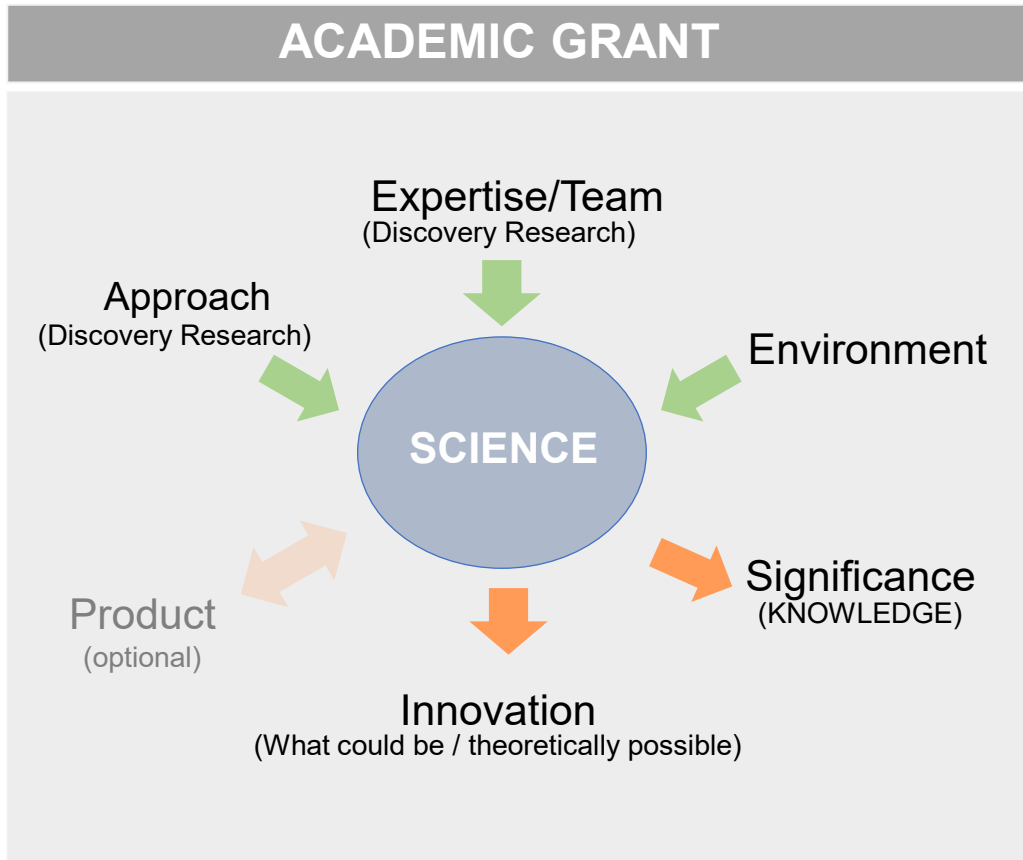 ACADEMIC GRANT
Expertise/Team
(Discovery Research)
Approach
(Discovery Research)
Environment
SCIENCE
Significance
(KNOWLEDGE)
Product
(optional)
Innovation
(What could be / theoretically possible)